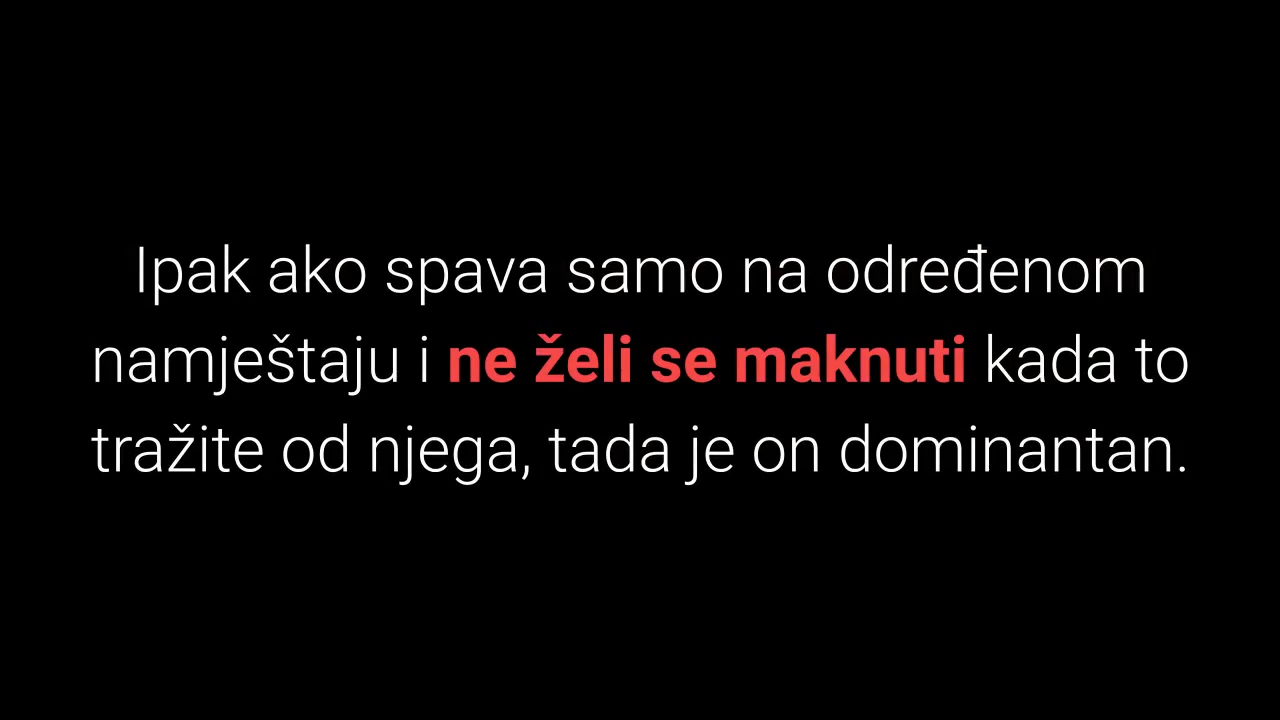 Ipak ako spava samo na određenom
namještaju i ne želi se maknuti kada to
tražite od njega, tada je on dominantan.